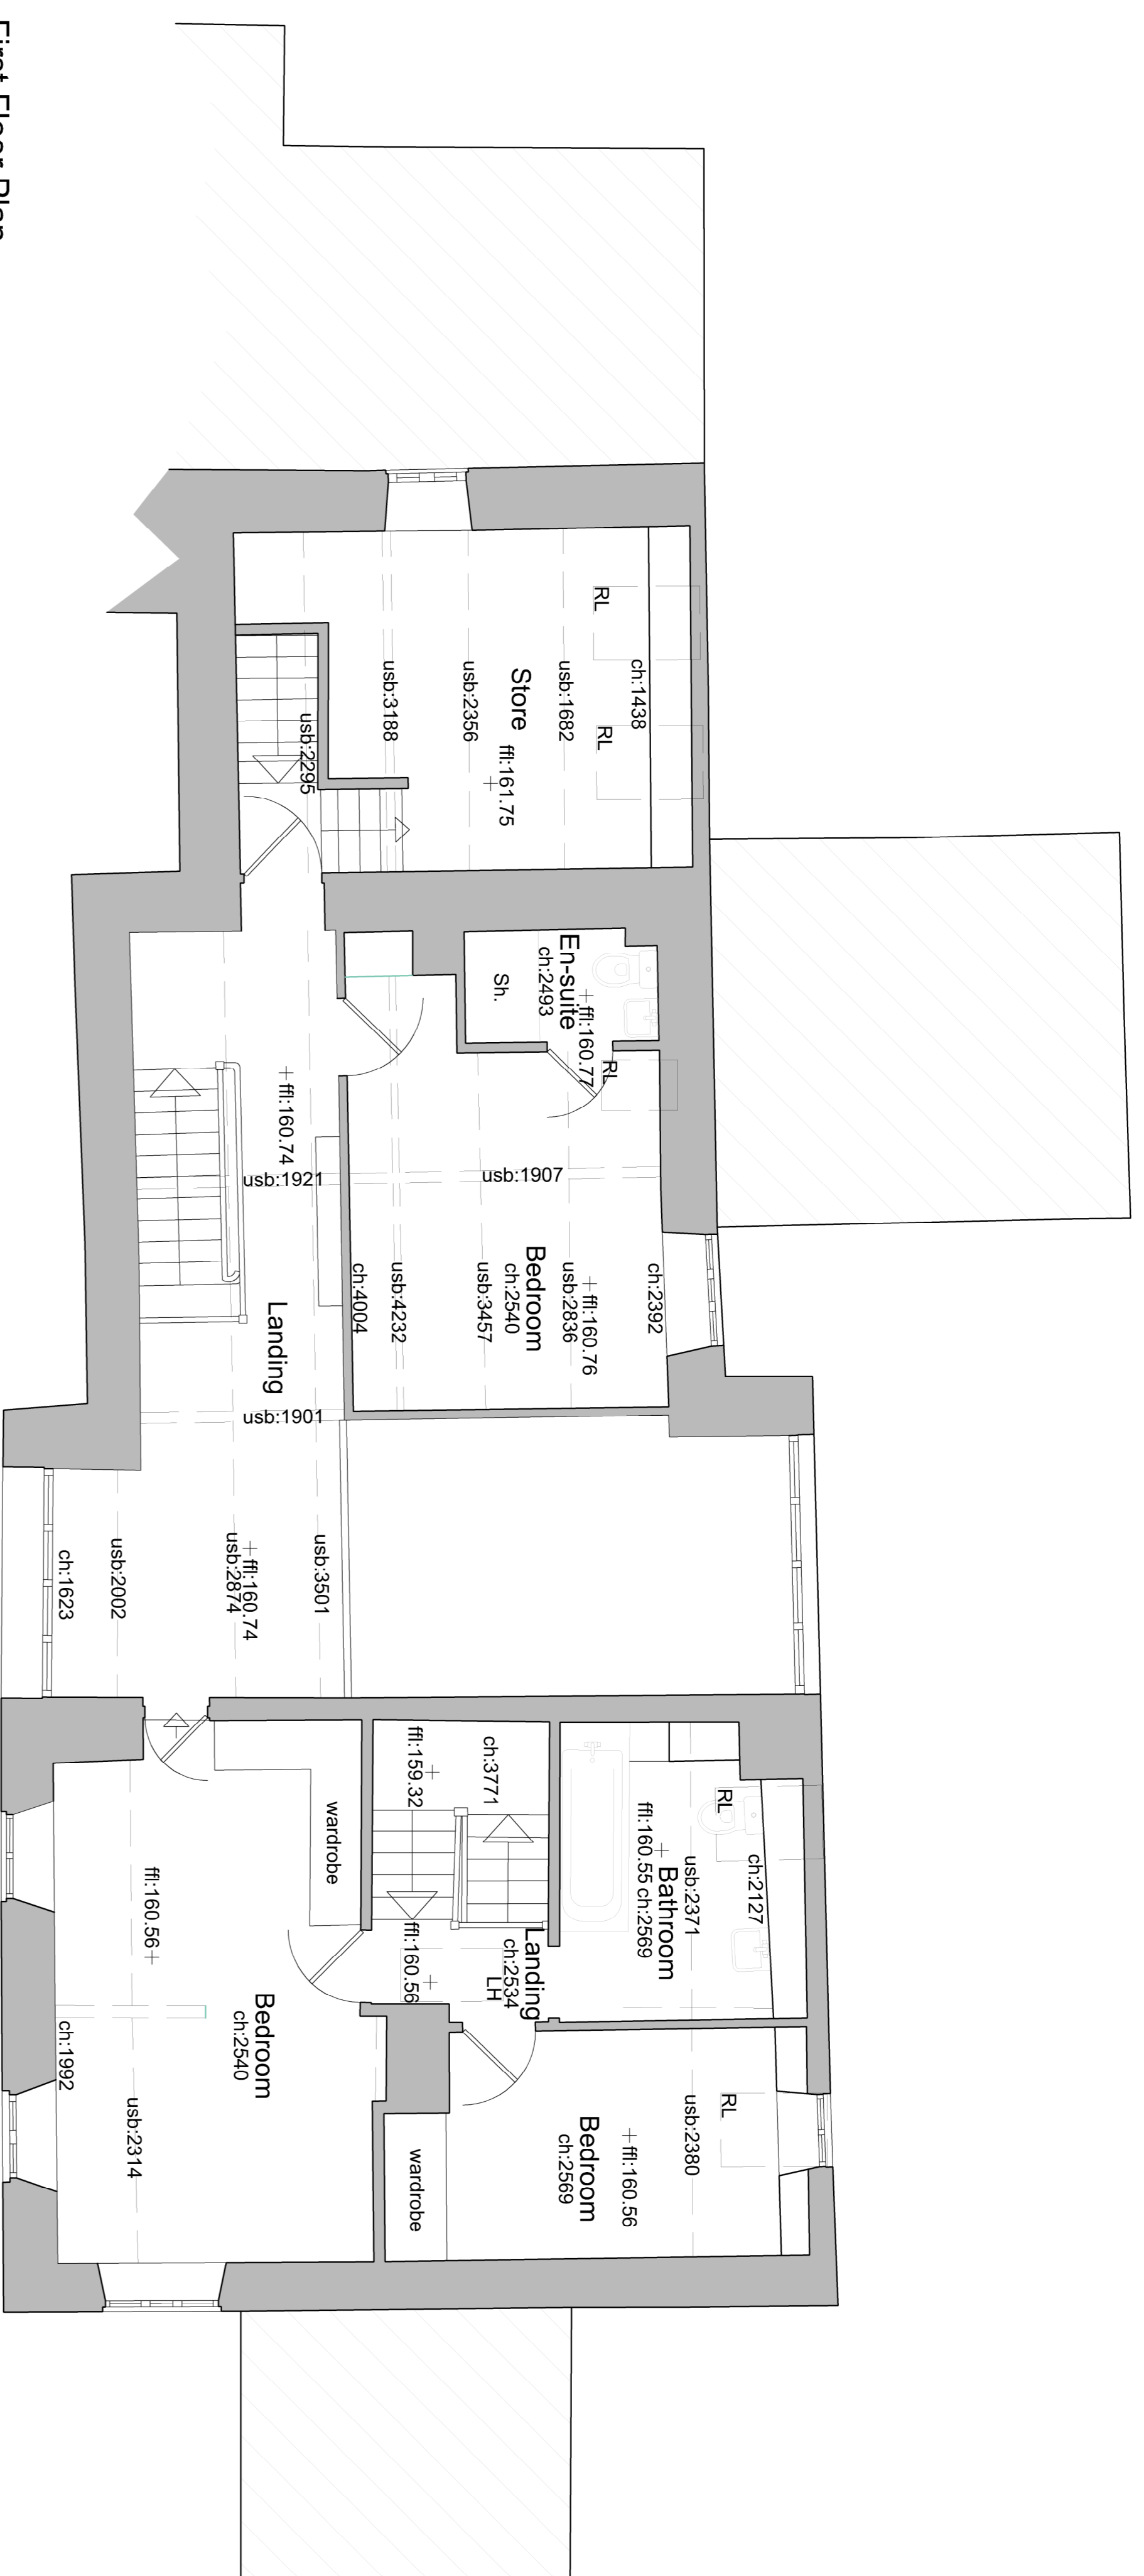 First Floor Plan
RL
RL
ch:1438
usb:1682
Store
ffl:161.75
usb:2356
usb:3188
usb:2295
En-suite
ch:2493
ffl:160.77
Sh.
RL
usb:1907
ffl:160.74
usb:1921
ch:2392
ffl:160.76
usb:2836
Bedroom
ch:2540
usb:3457
usb:4232
ch:4004
Landing
usb:1901
usb:3501
ffl:160.74
usb:2874
usb:2002
ch:1623
RL
ch:2127
usb:2371
Bathroom
ffl:160.55 ch:2569
ch:3771
ffl:159.32
wardrobe
Landing
ch:2534
LH
ffl:160.56
ffl:160.56
Bedroom
ch:2540
ch:1992
usb:2314
RL
usb:2380
ffl:160.56
Bedroom
ch:2569
wardrobe